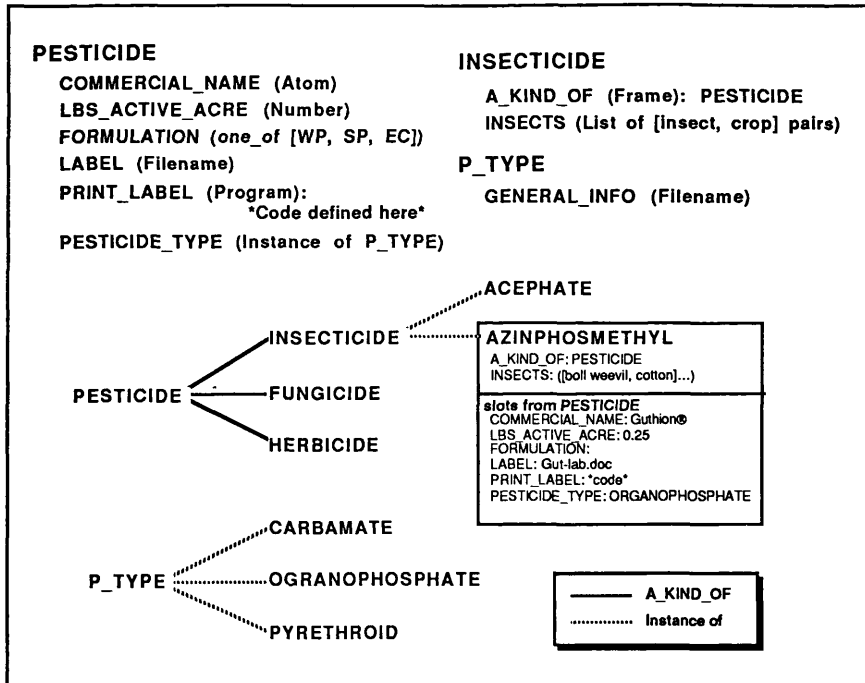 PESTICIDE
COMMERCIAL_NAME (Atom)
LBS_ACTIVE_ACRE (Number)
FORMULATION (one_of [WP, SP, EC])
LABEL (Filename)
PRINT_LABEL (Program):
*Code defined here*
PESTICIDE_TYPE (Instance of P_TYPE)
INSECTICIDE
A_KIND_OF (Frame): PESTICIDE
INSECTS (List of [insect, crop] pairs)
P_TYPE
GENERAL_INFO (Filename)
ACEPHATE
INSECTICIDE
AZINPHOSMETHYL
A_KIND_OF: PESTICIDE
INSECTS: ([boll weevil, cotton]...)
PESTICIDE
FUNGICIDE
HERBICIDE
slots from PESTICIDE
COMMERCIAL_NAME: Guthion®
LBS_ACTIVE_ACRE: 0.25
FORMULATION:
LABEL: Gut-lab.doc
PRINT_LABEL: *code*
PESTICIDE_TYPE: ORGANOPHOSPHATE
CARBAMATE
P_TYPE
OGRANOPHOSPHATE
PYRETHROID
A_KIND_OF
Instance of